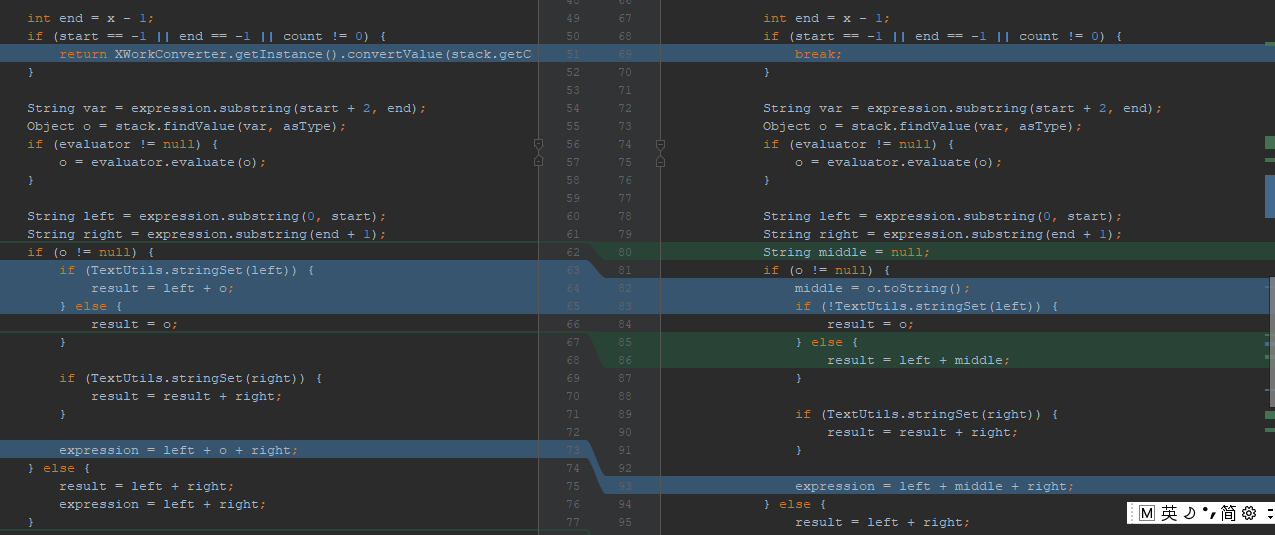 int end = x - 1;
if (start == -1 || end == -1 || count != 0) {
return XWorkConverter.getInstance().convertValue(stack.getC
}
String var = expression.substring(start + 2, end);
Object o = stack.findValue(var, asType);
if (evaluator != null) {
o = evaluator.evaluate(o);
}
String left = expression.substring(0, start);
String right = expression.substring(end + 1);
if (o != null) {
if (TextUtils.stringSet(left)) {
result = left + o;
} else {
result = o;
}
if (TextUtils.stringSet(right)) {
result = result + right;
}
expression = left + o + right;
} else {
result = left + right;
expression = left + right;
}
49 67
50 68
51 69
52 70
53 71
54 72
55 73
56 74
57 75
58 76
59 77
60 78
61 79
62 80
63 81
64 82
65 83
66 84
67 85
68 86
69 87
70 88
71 89
72 90
73 91
74 92
75 93
76 94
77 95
int end = x - 1;
if (start == -1 || end == -1 || count != 0) {
break;
}
String var = expression.substring(start + 2, end);
Object o = stack.findValue(var, asType);
if (evaluator != null) {
o = evaluator.evaluate(o);
}
String left = expression.substring(0, start);
String right = expression.substring(end + 1);
String middle = null;
if (o != null) {
middle = o.toString();
if (!TextUtils.stringSet(left)) {
result = o;
} else {
result = left + middle;
}
if (TextUtils.stringSet(right)) {
result = result + right;
}
expression = left + middle + right;
} else {
result = left + right;
M 英 简